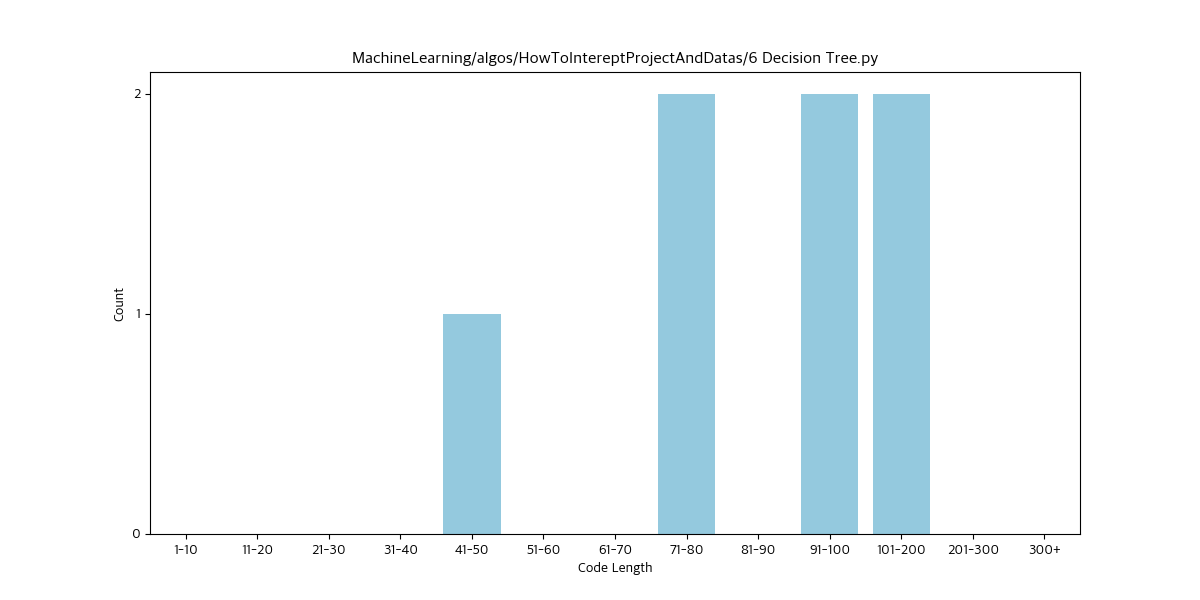 MachineLearning/algos/HowToIntereptProjectAndDatas/6 Decision Tree.py
2
1
0
Count
1-10 11-20 21-30 31-40 41-50 51-60 61-70 71-80 81-90 91-100 101-200 201-300 300+
Code Length